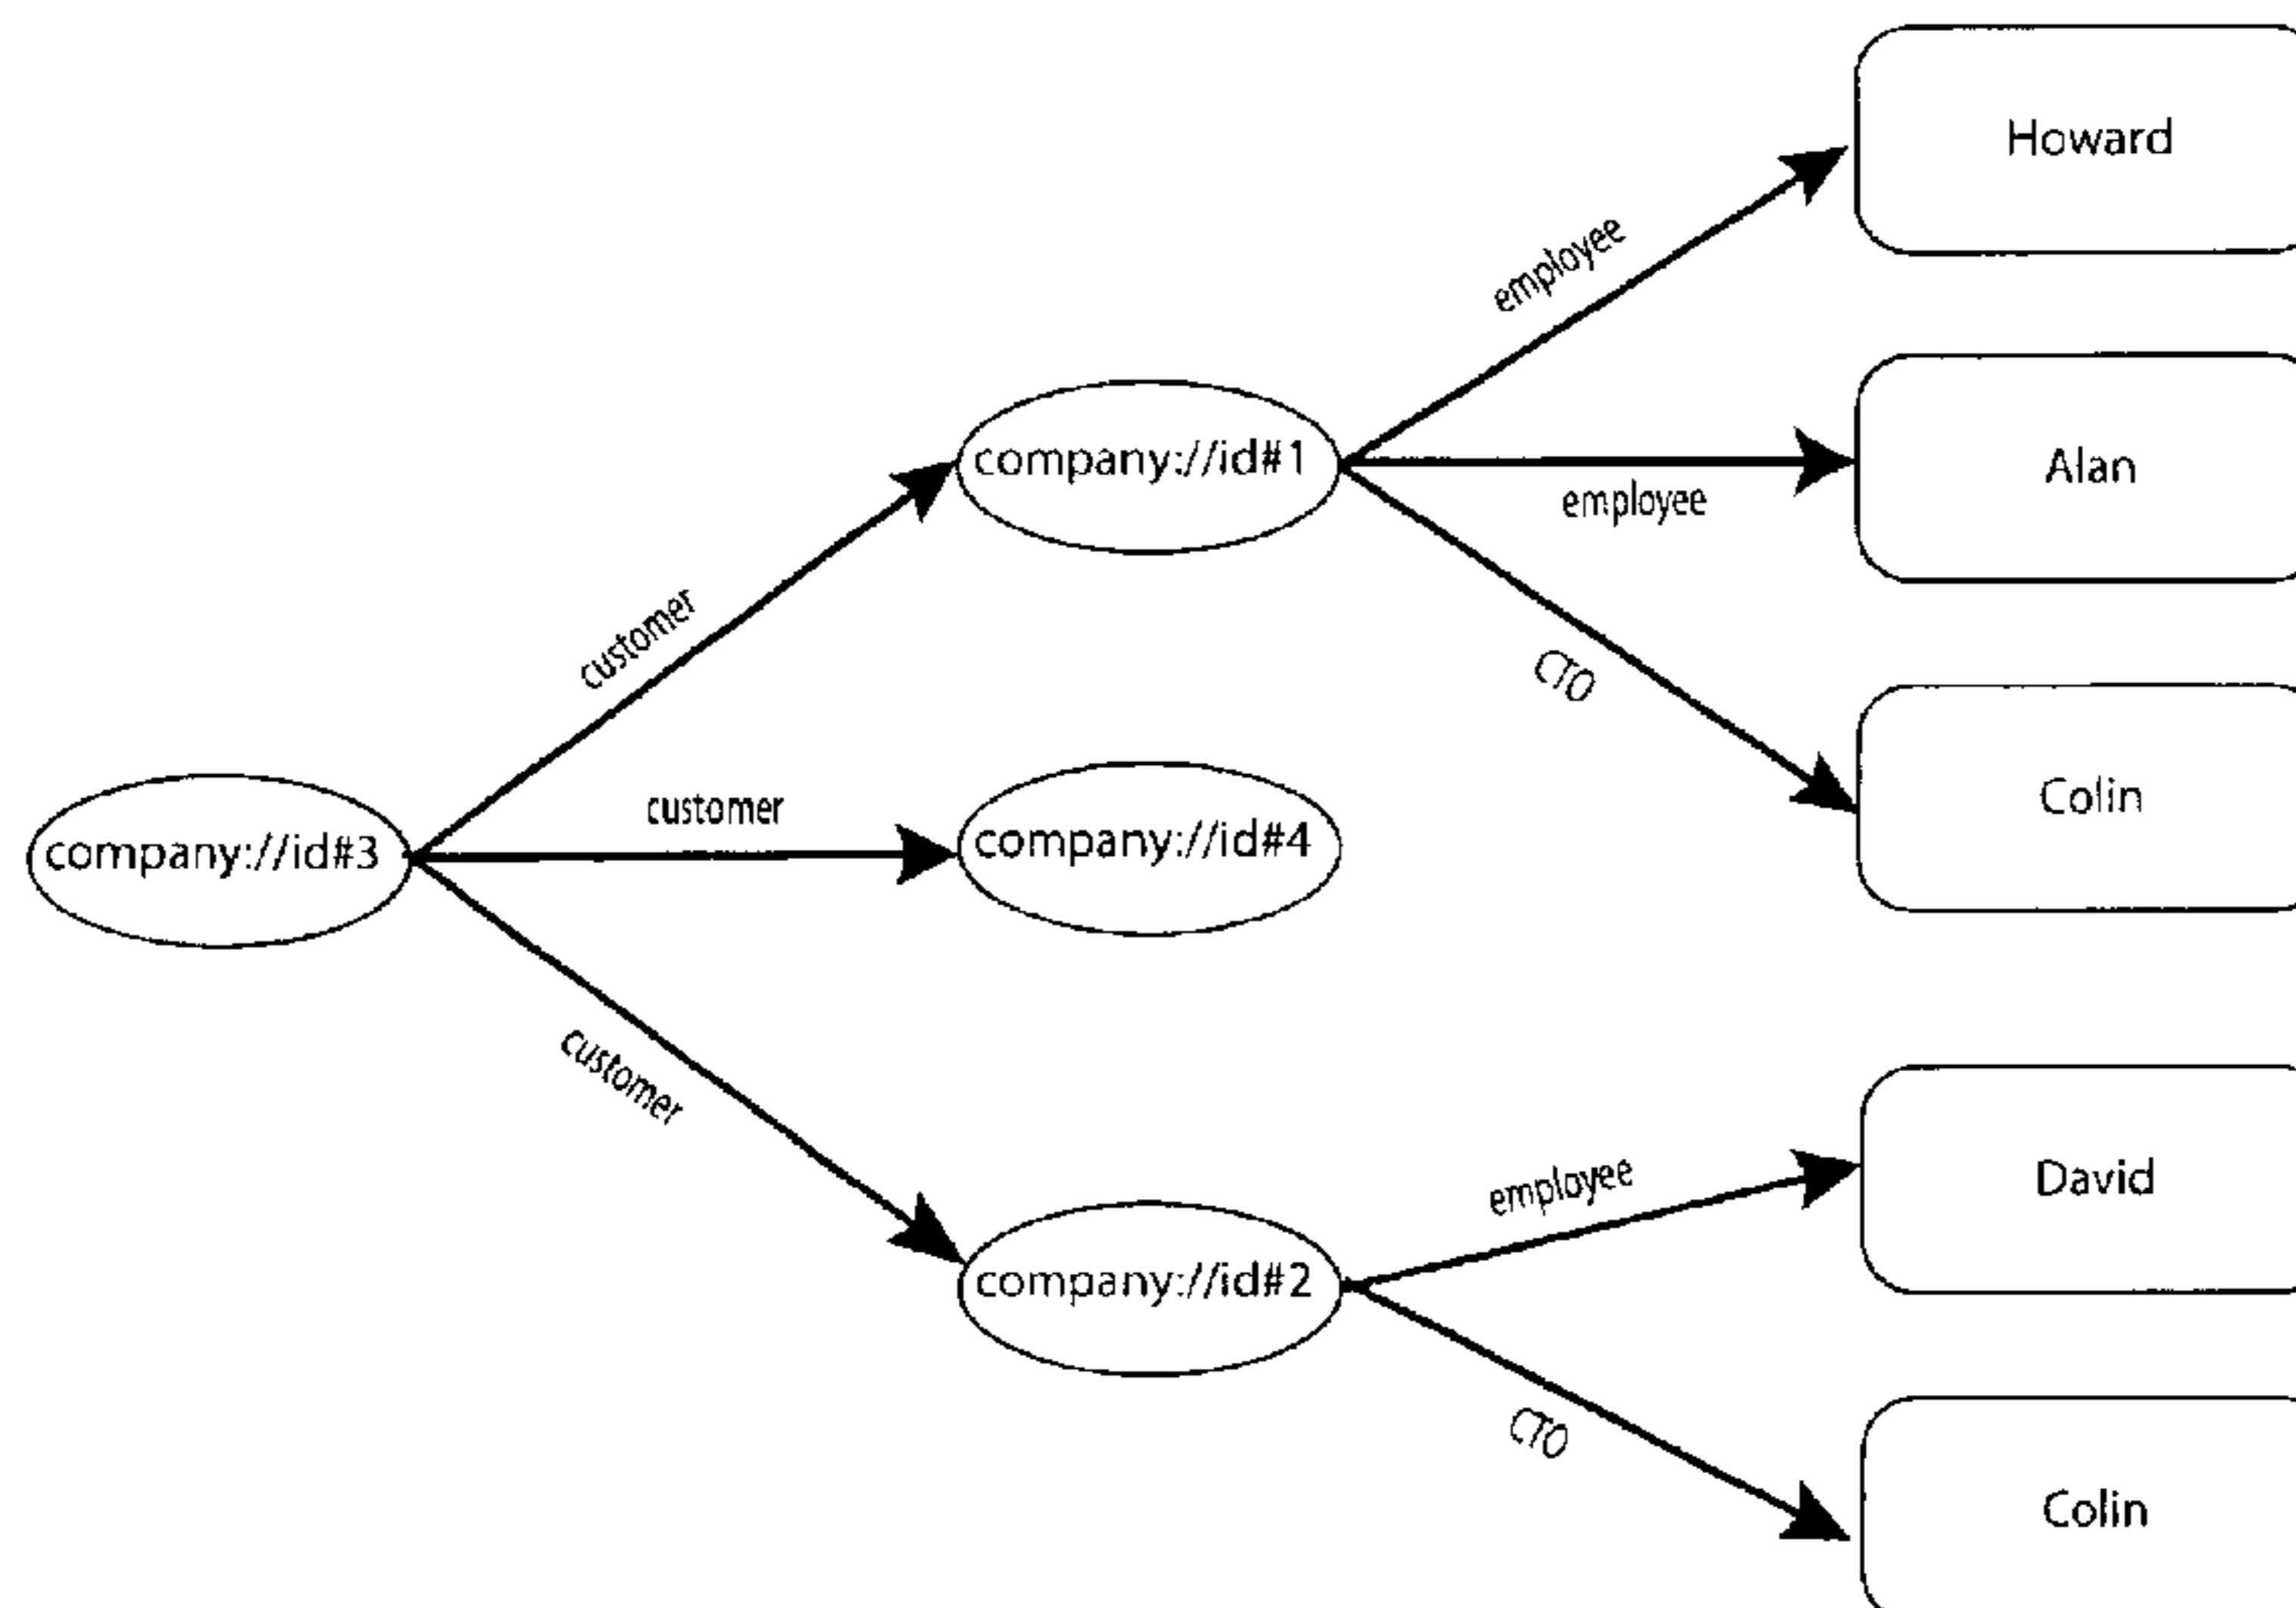 Howard
employee
company://id#1
employee
Alan
customer
CTO
Colin
customer
company://id#3
company://id#4
customer
employee
David
company://id#2
CTO
Colin